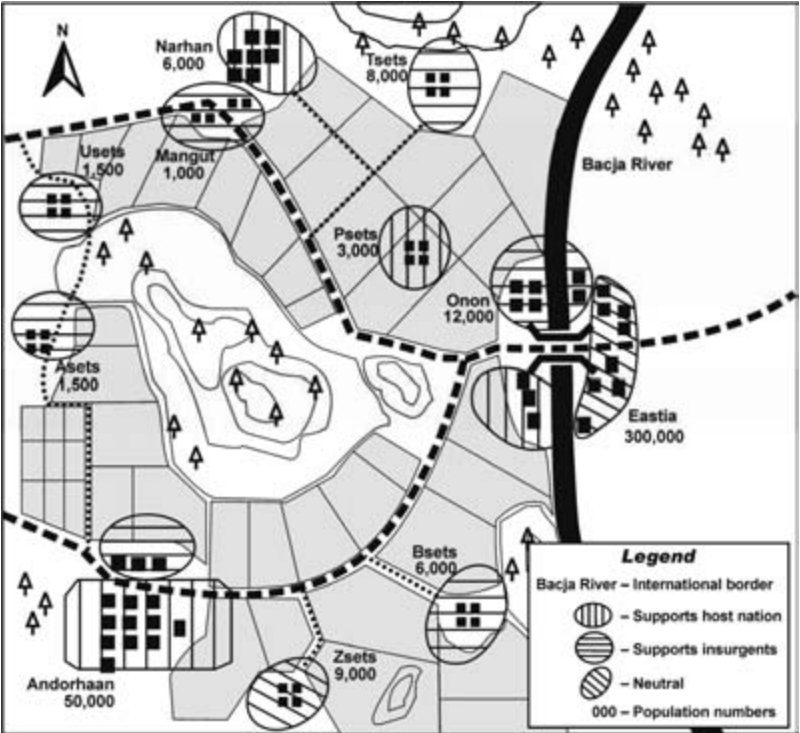 N
Narhan
6,000
Tsets
8,000
Usets
1,500
Mangut
1,000
Bacja River
Psets
3,000
Onon
12,000
Asets
1,500
Eastia
300,000
Bsets
6,000
Zsets
9,000
Andorhaan
50,000
Legend
Bacja River – International border
– Supports host nation
– Supports insurgents
– Neutral
000 – Population numbers